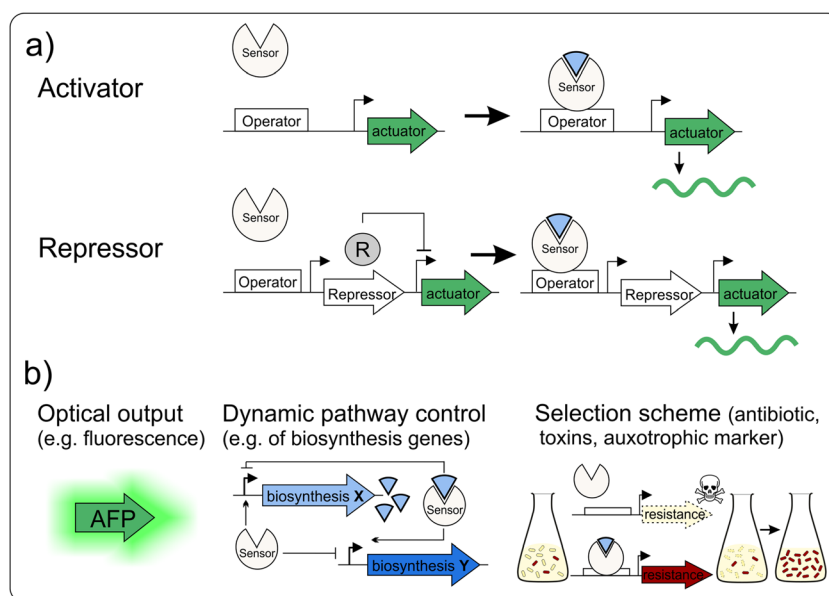 a)
Activator
Sensor
Operator
actuator
Sensor
Operator
actuator
Repressor
Sensor
R
Operator
Repressor
actuator
Sensor
Operator
Repressor
actuator
b)
Optical output
(e.g. fluorescence)
AFP
Dynamic pathway control
(e.g. of biosynthesis genes)
biosynthesis X
Sensor
Sensor
biosynthesis Y
Selection scheme (antibiotic,
toxins, auxotrophic marker)
resistance
resistance